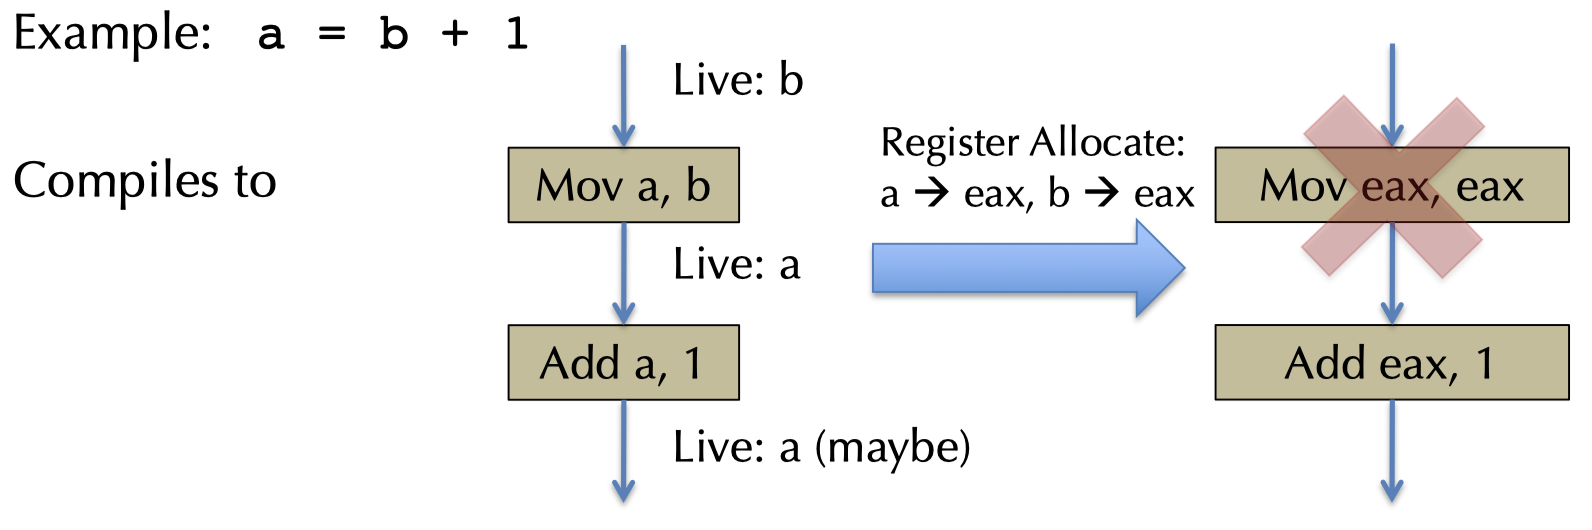 Example: a = b + 1
Live: b
Compiles to
Mov a, b
Register Allocate:
a → eax, b → eax
Mov eax, eax
Live: a
Add a, 1
Add eax, 1
Live: a (maybe)